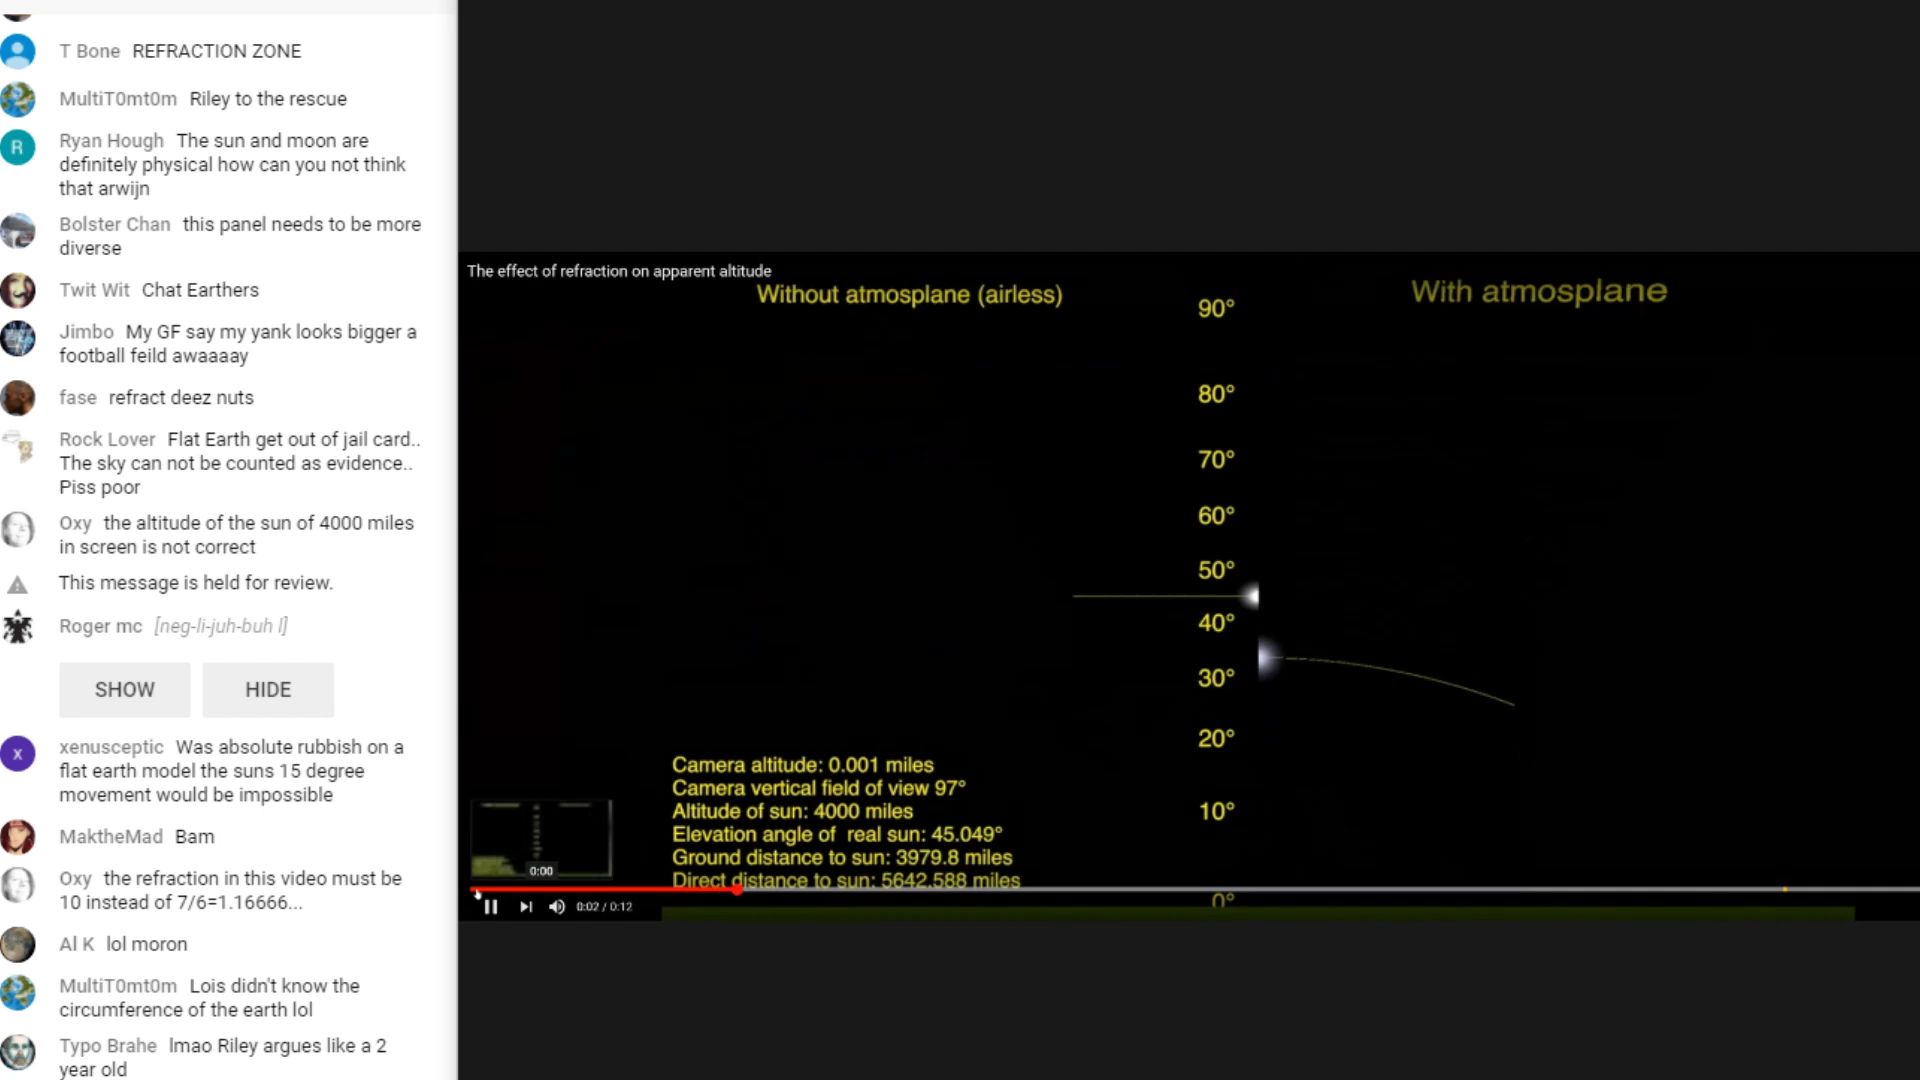 T Bone REFRACTION ZONE
MultiT0mt0m Riley to the rescue
R
Ryan Hough The sun and moon are
definitely physical how can you not think
that arwijn
Bolster Chan this panel needs to be more
diverse
Twit Wit Chat Earthers
Jimbo My GF say my yank looks bigger a
football feild awaaaay
fase refract deez nuts
Rock Lover Flat Earth get out of jail card..
The sky can not be counted as evidence..
Piss poor
Oxy the altitude of the sun of 4000 miles
in screen is not correct
This message is held for review.
Roger mc [neg-li-juh-buh l]
SHOW HIDE
x
xenusceptic Was absolute rubbish on a
flat earth model the suns 15 degree
movement would be impossible
MaktheMad Bam
Oxy the refraction in this video must be
10 instead of 7/6=1.16666...
Al K lol moron
MultiT0mt0m Lois didn't know the
circumference of the earth lol
Typo Brahe lmao Riley argues like a 2
year old
The effect of refraction on apparent altitude
Without atmosplane (airless)
With atmosplane
90°
80°
70°
60°
50°
40°
30°
20°
10°
0°
Camera altitude: 0.001 miles
Camera vertical field of view 97°
Altitude of sun: 4000 miles
Elevation angle of real sun: 45.049°
Ground distance to sun: 3979.8 miles
Direct distance to sun: 5642.588 miles
0:00
0:02 / 0:12